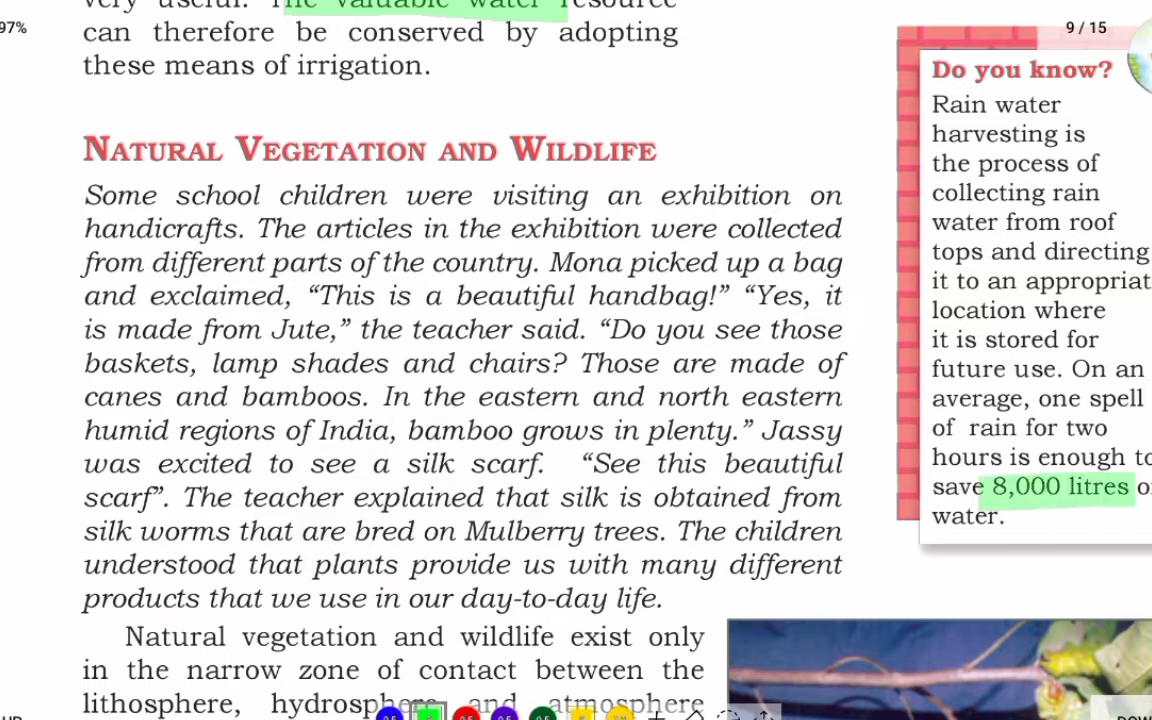 very useful. The valuable water resource
can therefore be conserved by adopting
these means of irrigation.
NATURAL VEGETATION AND WILDLIFE
Some school children were visiting an exhibition on
handicrafts. The articles in the exhibition were collected
from different parts of the country. Mona picked up a bag
and exclaimed, “This is a beautiful handbag!” “Yes, it
is made from Jute,” the teacher said. “Do you see those
baskets, lamp shades and chairs? Those are made of
canes and bamboos. In the eastern and north eastern
humid regions of India, bamboo grows in plenty.” Jassy
was excited to see a silk scarf. “See this beautiful
scarf”. The teacher explained that silk is obtained from
silk worms that are bred on Mulberry trees. The children
understood that plants provide us with many different
products that we use in our day-to-day life.
Natural vegetation and wildlife exist only
in the narrow zone of contact between the
lithosphere, hydrosphere and atmosphere
97%
9 / 15
Do you know?
Rain water
harvesting is
the process of
collecting rain
water from roof
tops and directing
it to an appropriat
location where
it is stored for
future use. On an
average, one spell
of rain for two
hours is enough to
save 8,000 litres o
water.